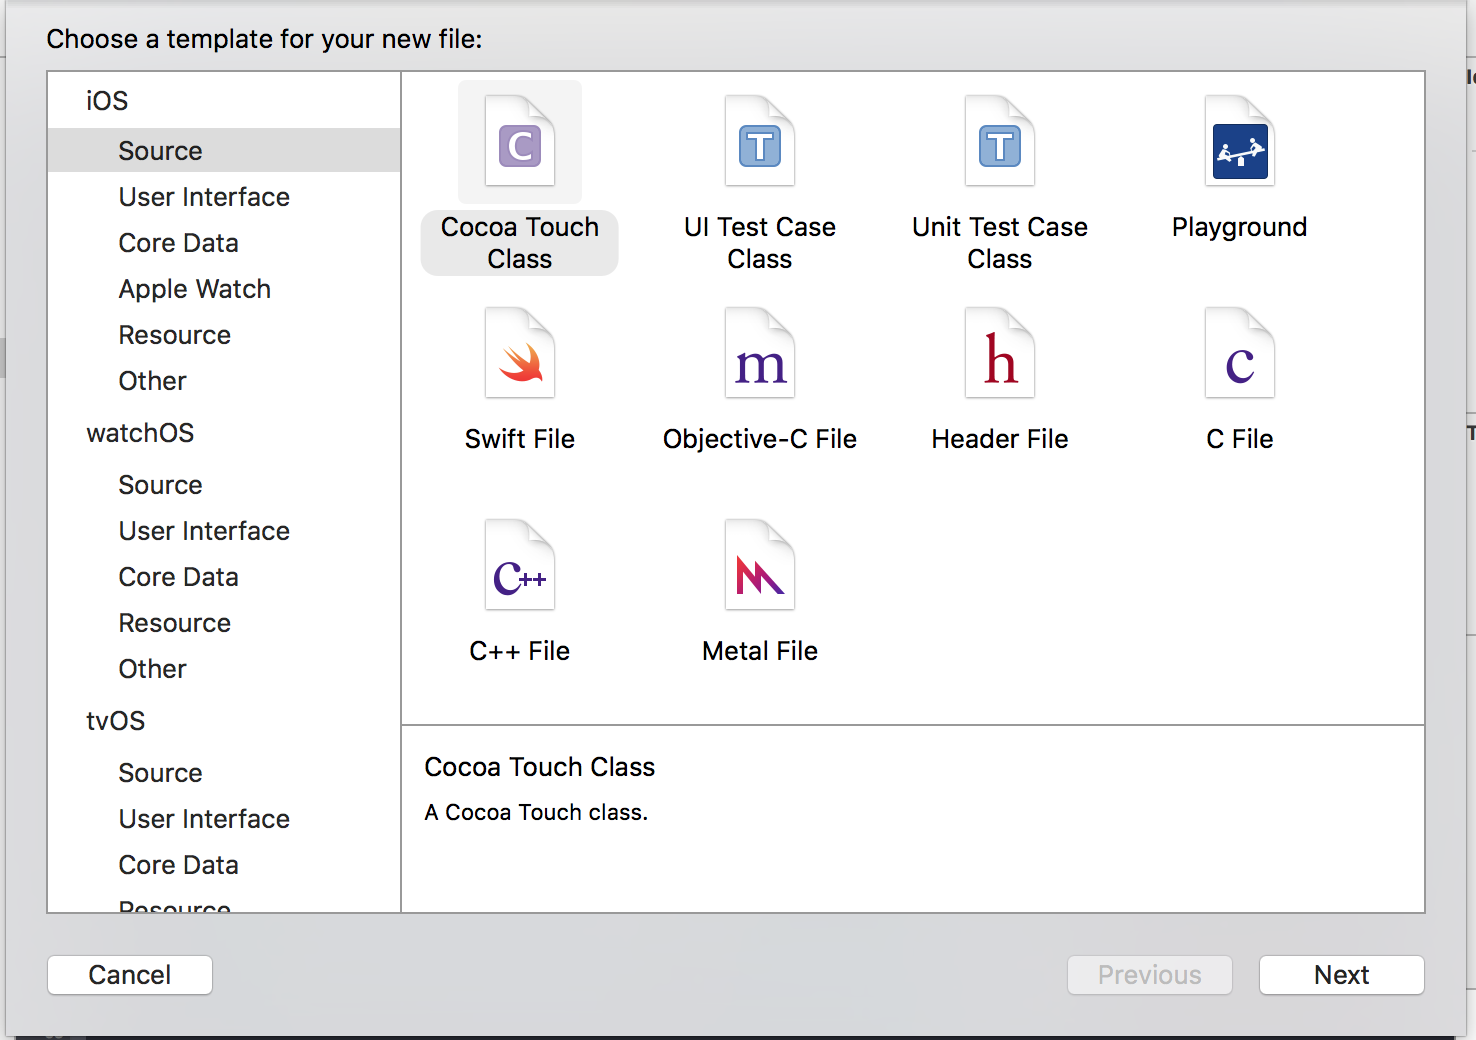 Choose a template for your new file:
iOS
Source
User Interface
Core Data
Apple Watch
Resource
Other
watchOS
Source
User Interface
Core Data
Resource
Other
tvOS
Source
User Interface
Core Data
Resource
C
T
T
Cocoa Touch
Class
UI Test Case
Class
Unit Test Case
Class
Playground
m
h
c
Swift File
Objective-C File
Header File
C File
C++
C++ File
Metal File
Cocoa Touch Class
A Cocoa Touch class.
Cancel
Previous
Next